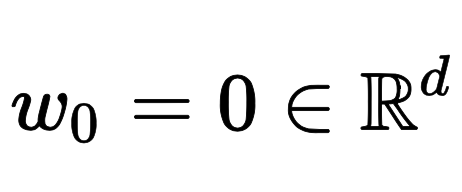 w₀ = 0 ∈ ℝᵈ